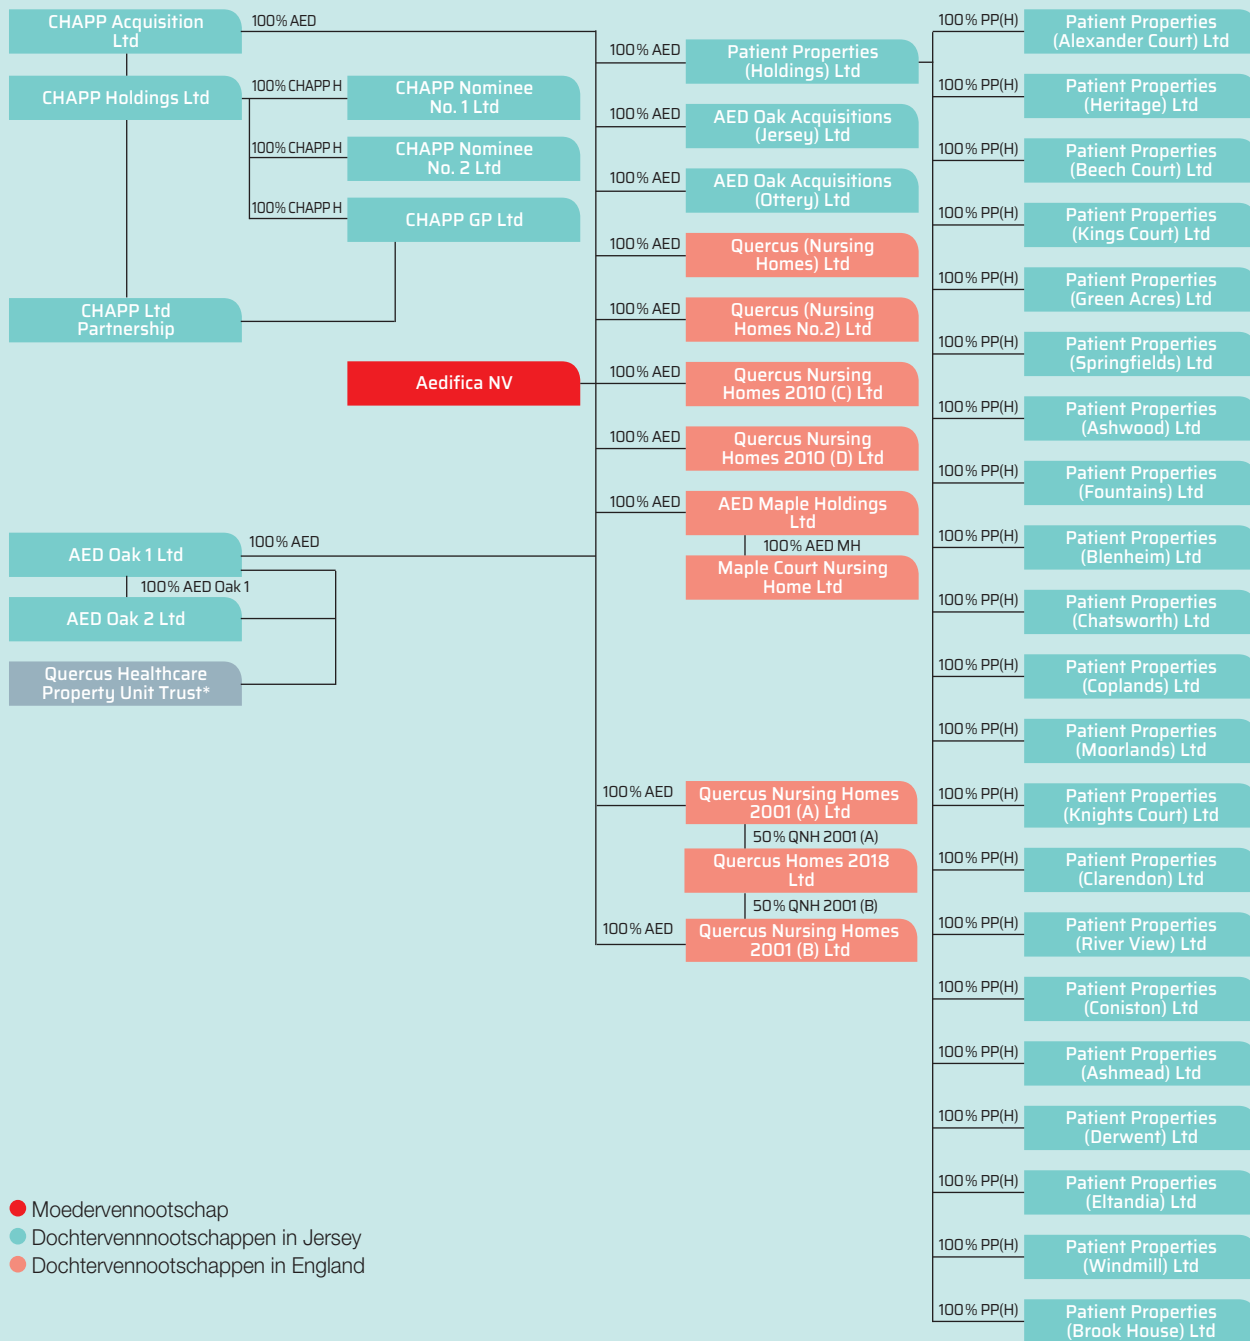 CHAPP Acquisition
Ltd
100% AED
CHAPP Holdings Ltd
100% CHAPP H
CHAPP Nominee
No. 1 Ltd
100% CHAPP H
CHAPP Nominee
No. 2 Ltd
100% CHAPP H
CHAPP GP Ltd
CHAPP Ltd
Partnership
Aedifica NV
AED Oak 1 Ltd
100% AED
100% AED Oak 1
AED Oak 2 Ltd
Quercus Healthcare
Property Unit Trust*
100% AED
Patient Properties
(Holdings) Ltd
100% AED
AED Oak Acquisitions
(Jersey) Ltd
100% AED
AED Oak Acquisitions
(Ottery) Ltd
100% AED
Quercus (Nursing
Homes) Ltd
100% AED
Quercus (Nursing
Homes No.2) Ltd
100% AED
Quercus Nursing
Homes 2010 (C) Ltd
100% AED
Quercus Nursing
Homes 2010 (D) Ltd
100% AED
AED Maple Holdings
Ltd
100% AED MH
Maple Court Nursing
Home Ltd
100% AED
Quercus Nursing Homes
2001 (A) Ltd
50% QNH 2001 (A)
Quercus Homes 2018
Ltd
50% QNH 2001 (B)
100% AED
Quercus Nursing Homes
2001 (B) Ltd
100% PP(H)
Patient Properties
(Alexander Court) Ltd
100% PP(H)
Patient Properties
(Heritage) Ltd
100% PP(H)
Patient Properties
(Beech Court) Ltd
100% PP(H)
Patient Properties
(Kings Court) Ltd
100% PP(H)
Patient Properties
(Green Acres) Ltd
100% PP(H)
Patient Properties
(Springfields) Ltd
100% PP(H)
Patient Properties
(Ashwood) Ltd
100% PP(H)
Patient Properties
(Fountains) Ltd
100% PP(H)
Patient Properties
(Blenheim) Ltd
100% PP(H)
Patient Properties
(Chatsworth) Ltd
100% PP(H)
Patient Properties
(Coplands) Ltd
100% PP(H)
Patient Properties
(Moorlands) Ltd
100% PP(H)
Patient Properties
(Knights Court) Ltd
100% PP(H)
Patient Properties
(Clarendon) Ltd
100% PP(H)
Patient Properties
(River View) Ltd
100% PP(H)
Patient Properties
(Coniston) Ltd
100% PP(H)
Patient Properties
(Ashmead) Ltd
100% PP(H)
Patient Properties
(Derwent) Ltd
100% PP(H)
Patient Properties
(Eltandia) Ltd
100% PP(H)
Patient Properties
(Windmill) Ltd
100% PP(H)
Patient Properties
(Brook House) Ltd
Moedervennootschap
Dochtervennnootschappen in Jersey
Dochtervennootschappen in England